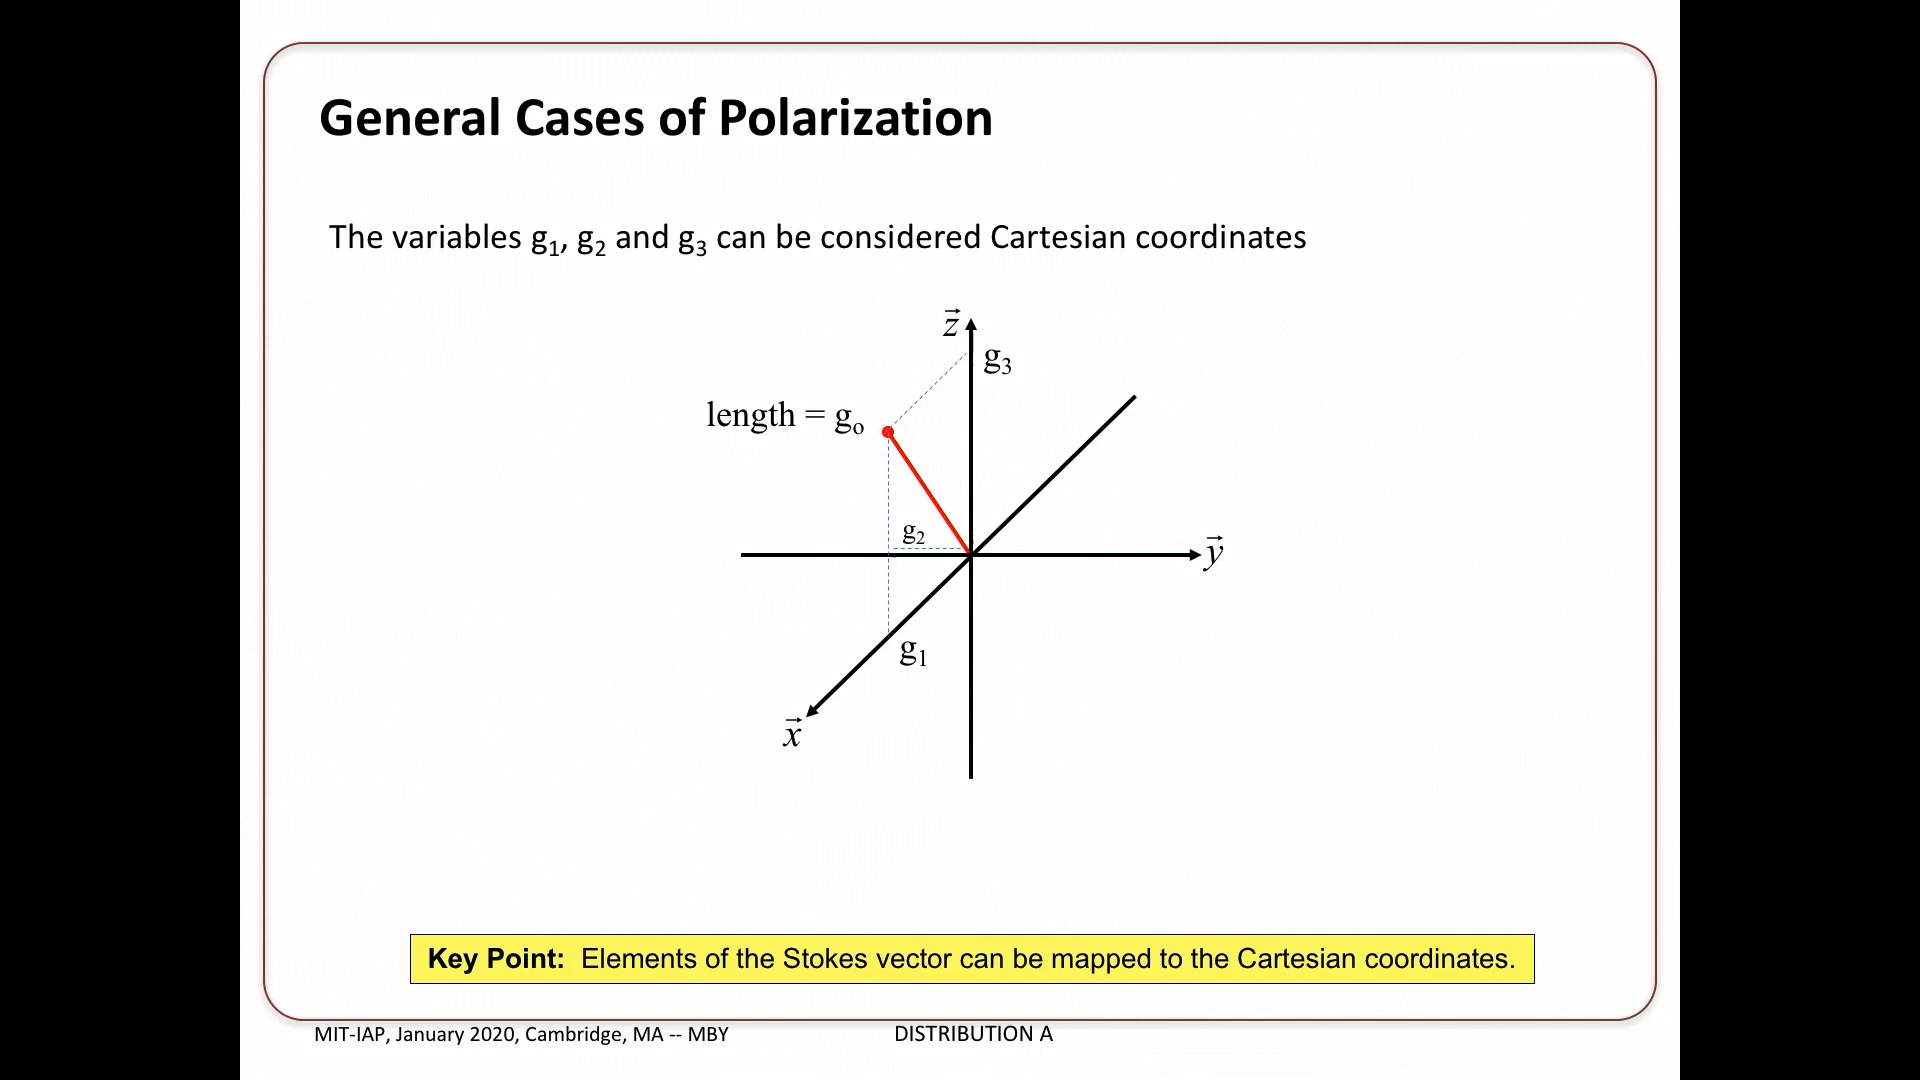 General Cases of Polarization
The variables g₁, g₂ and g₃ can be considered Cartesian coordinates
z⃗
g₃
length = gₒ
g₂
y⃗
g₁
x⃗
Key Point: Elements of the Stokes vector can be mapped to the Cartesian coordinates.
MIT-IAP, January 2020, Cambridge, MA -- MBY
DISTRIBUTION A